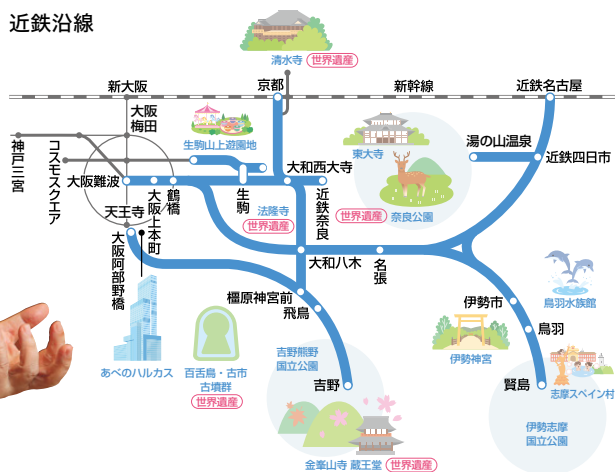 近鉄沿線
清水寺 世界遺産
新大阪
京都
新幹線
近鉄名古屋
大阪
梅田
生駒山上遊園地
東大寺
湯の山温泉
神戸三宮
コスモスクエア
大阪難波
大和西大寺
近鉄四日市
天王寺
大阪上本町
鶴橋
生駒
法隆寺
世界遺産
近鉄奈良
世界遺産
奈良公園
大阪阿部野橋
大和八木
名張
橿原神宮前
飛鳥
伊勢市
鳥羽水族館
鳥羽
伊勢神宮
あべのハルカス
百舌鳥・古市
古墳群
世界遺産
吉野熊野
国立公園
吉野
賢島
志摩スペイン村
伊勢志摩
国立公園
金峯山寺 蔵王堂 世界遺産